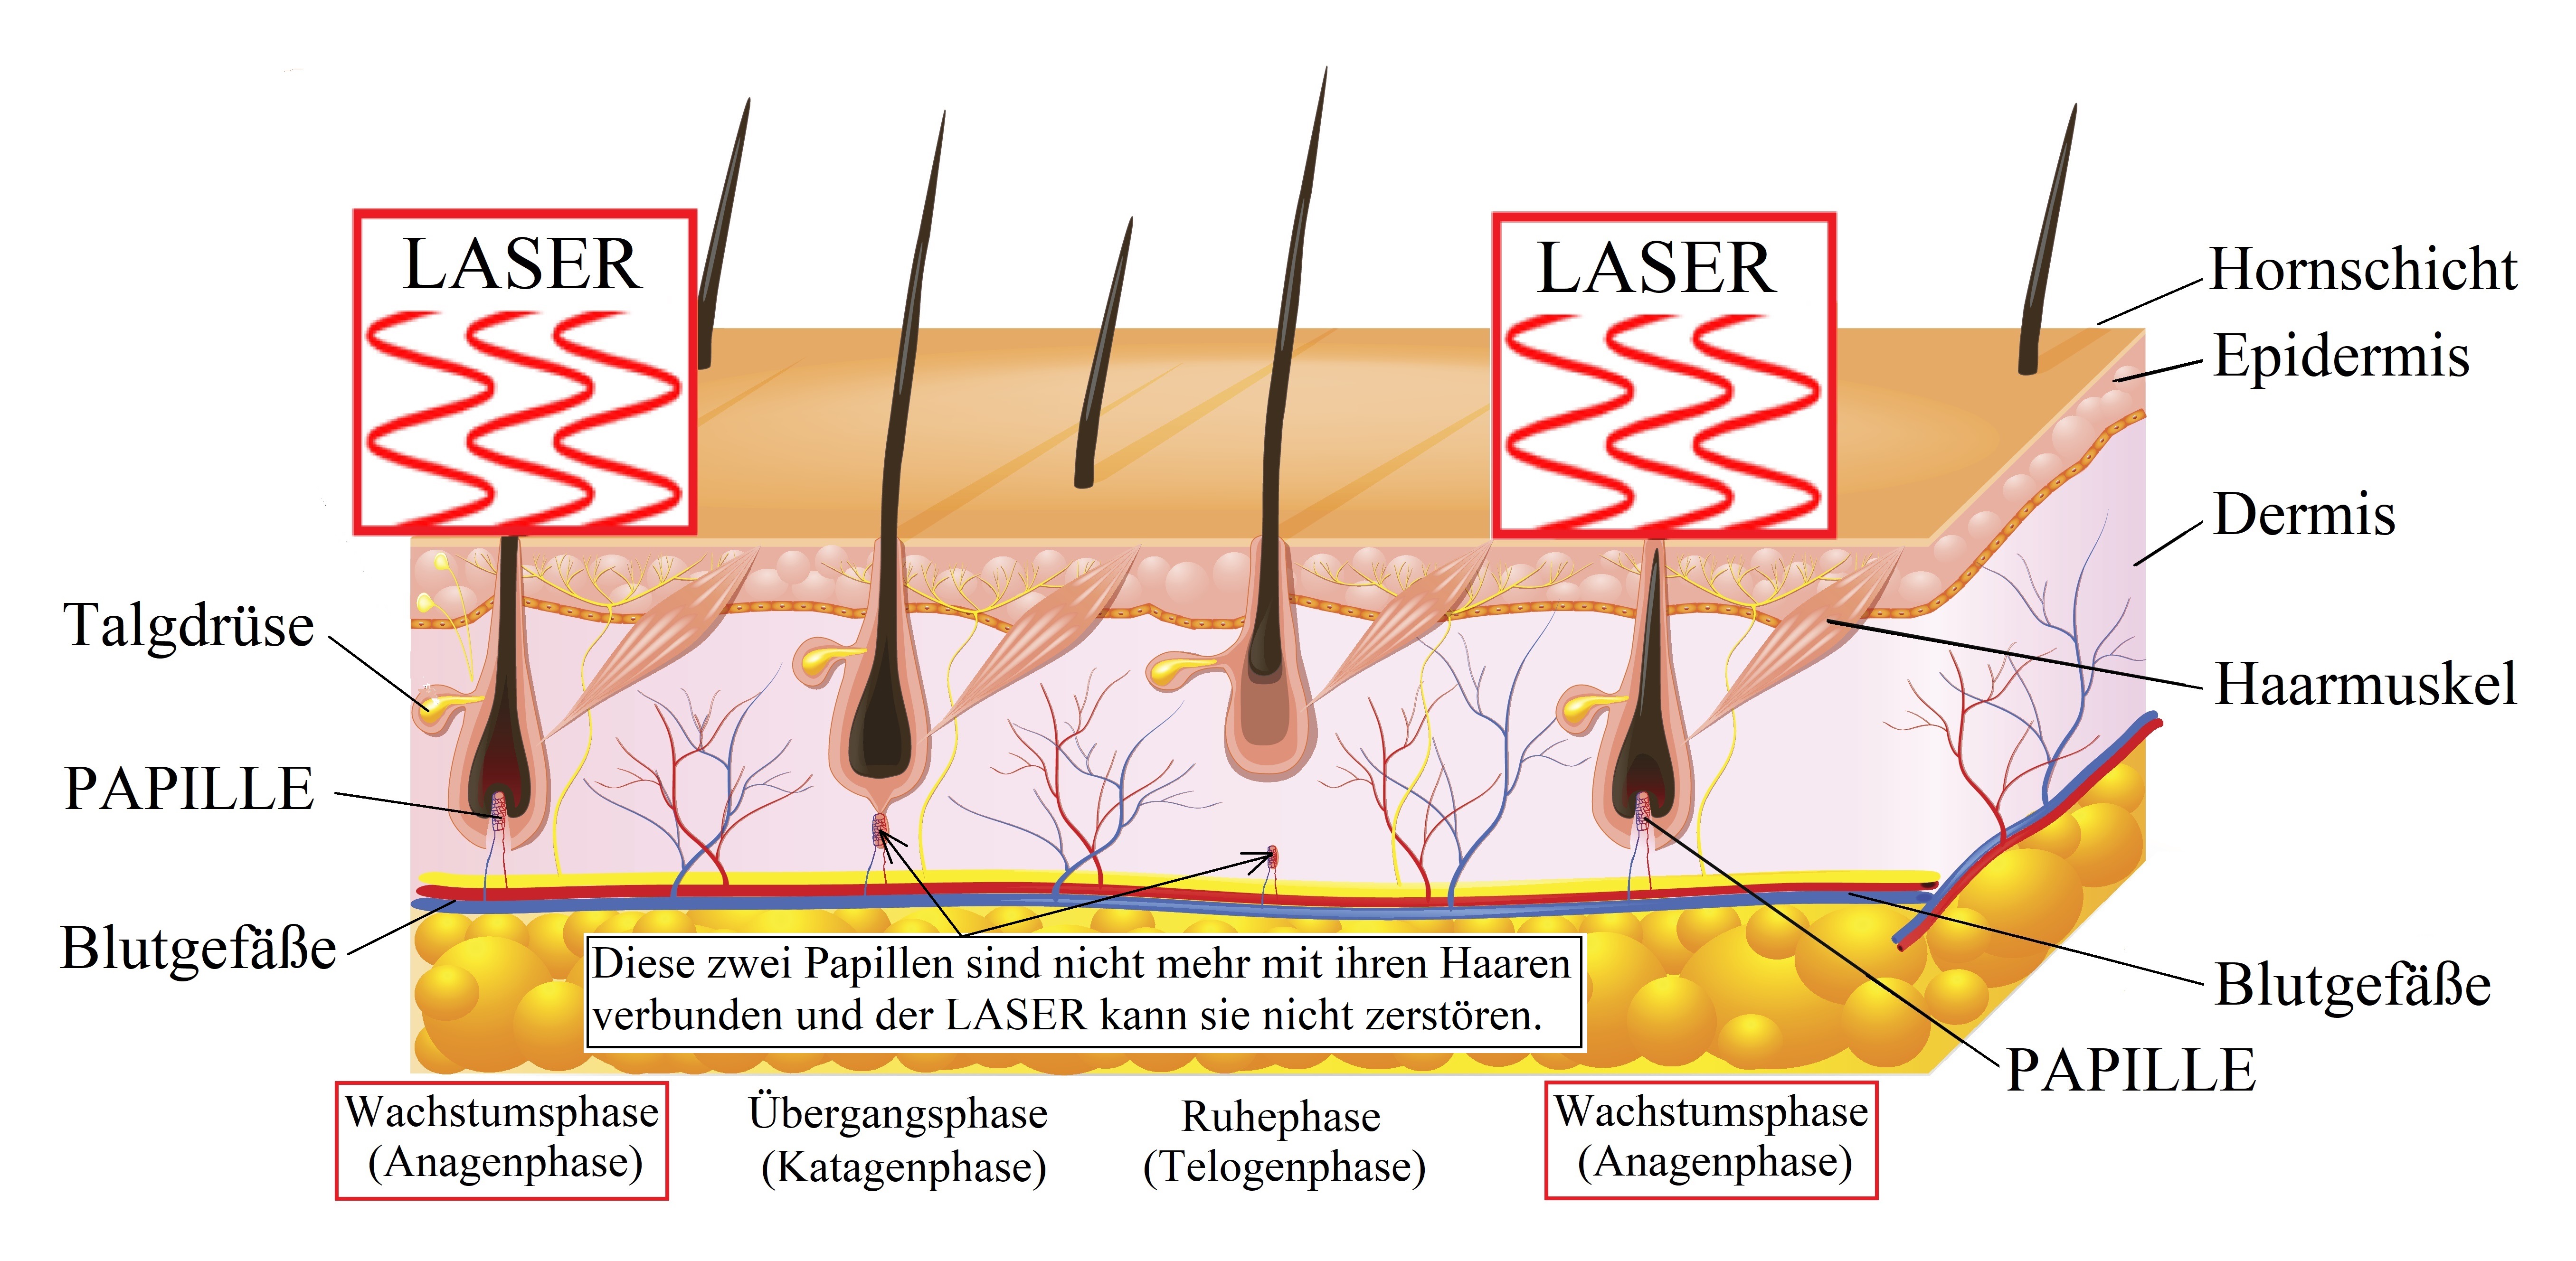 LASER
LASER
Hornschicht
Epidermis
Dermis
Talgdrüse
Haarmuskel
PAPILLE
Blutgefäße
Diese zwei Papillen sind nicht mehr mit ihren Haaren
verbunden und der LASER kann sie nicht zerstören.
Blutgefäße
PAPILLE
Wachstumsphase
(Anagenphase)
Übergangsphase
(Katagenphase)
Ruhephase
(Telogenphase)
Wachstumsphase
(Anagenphase)